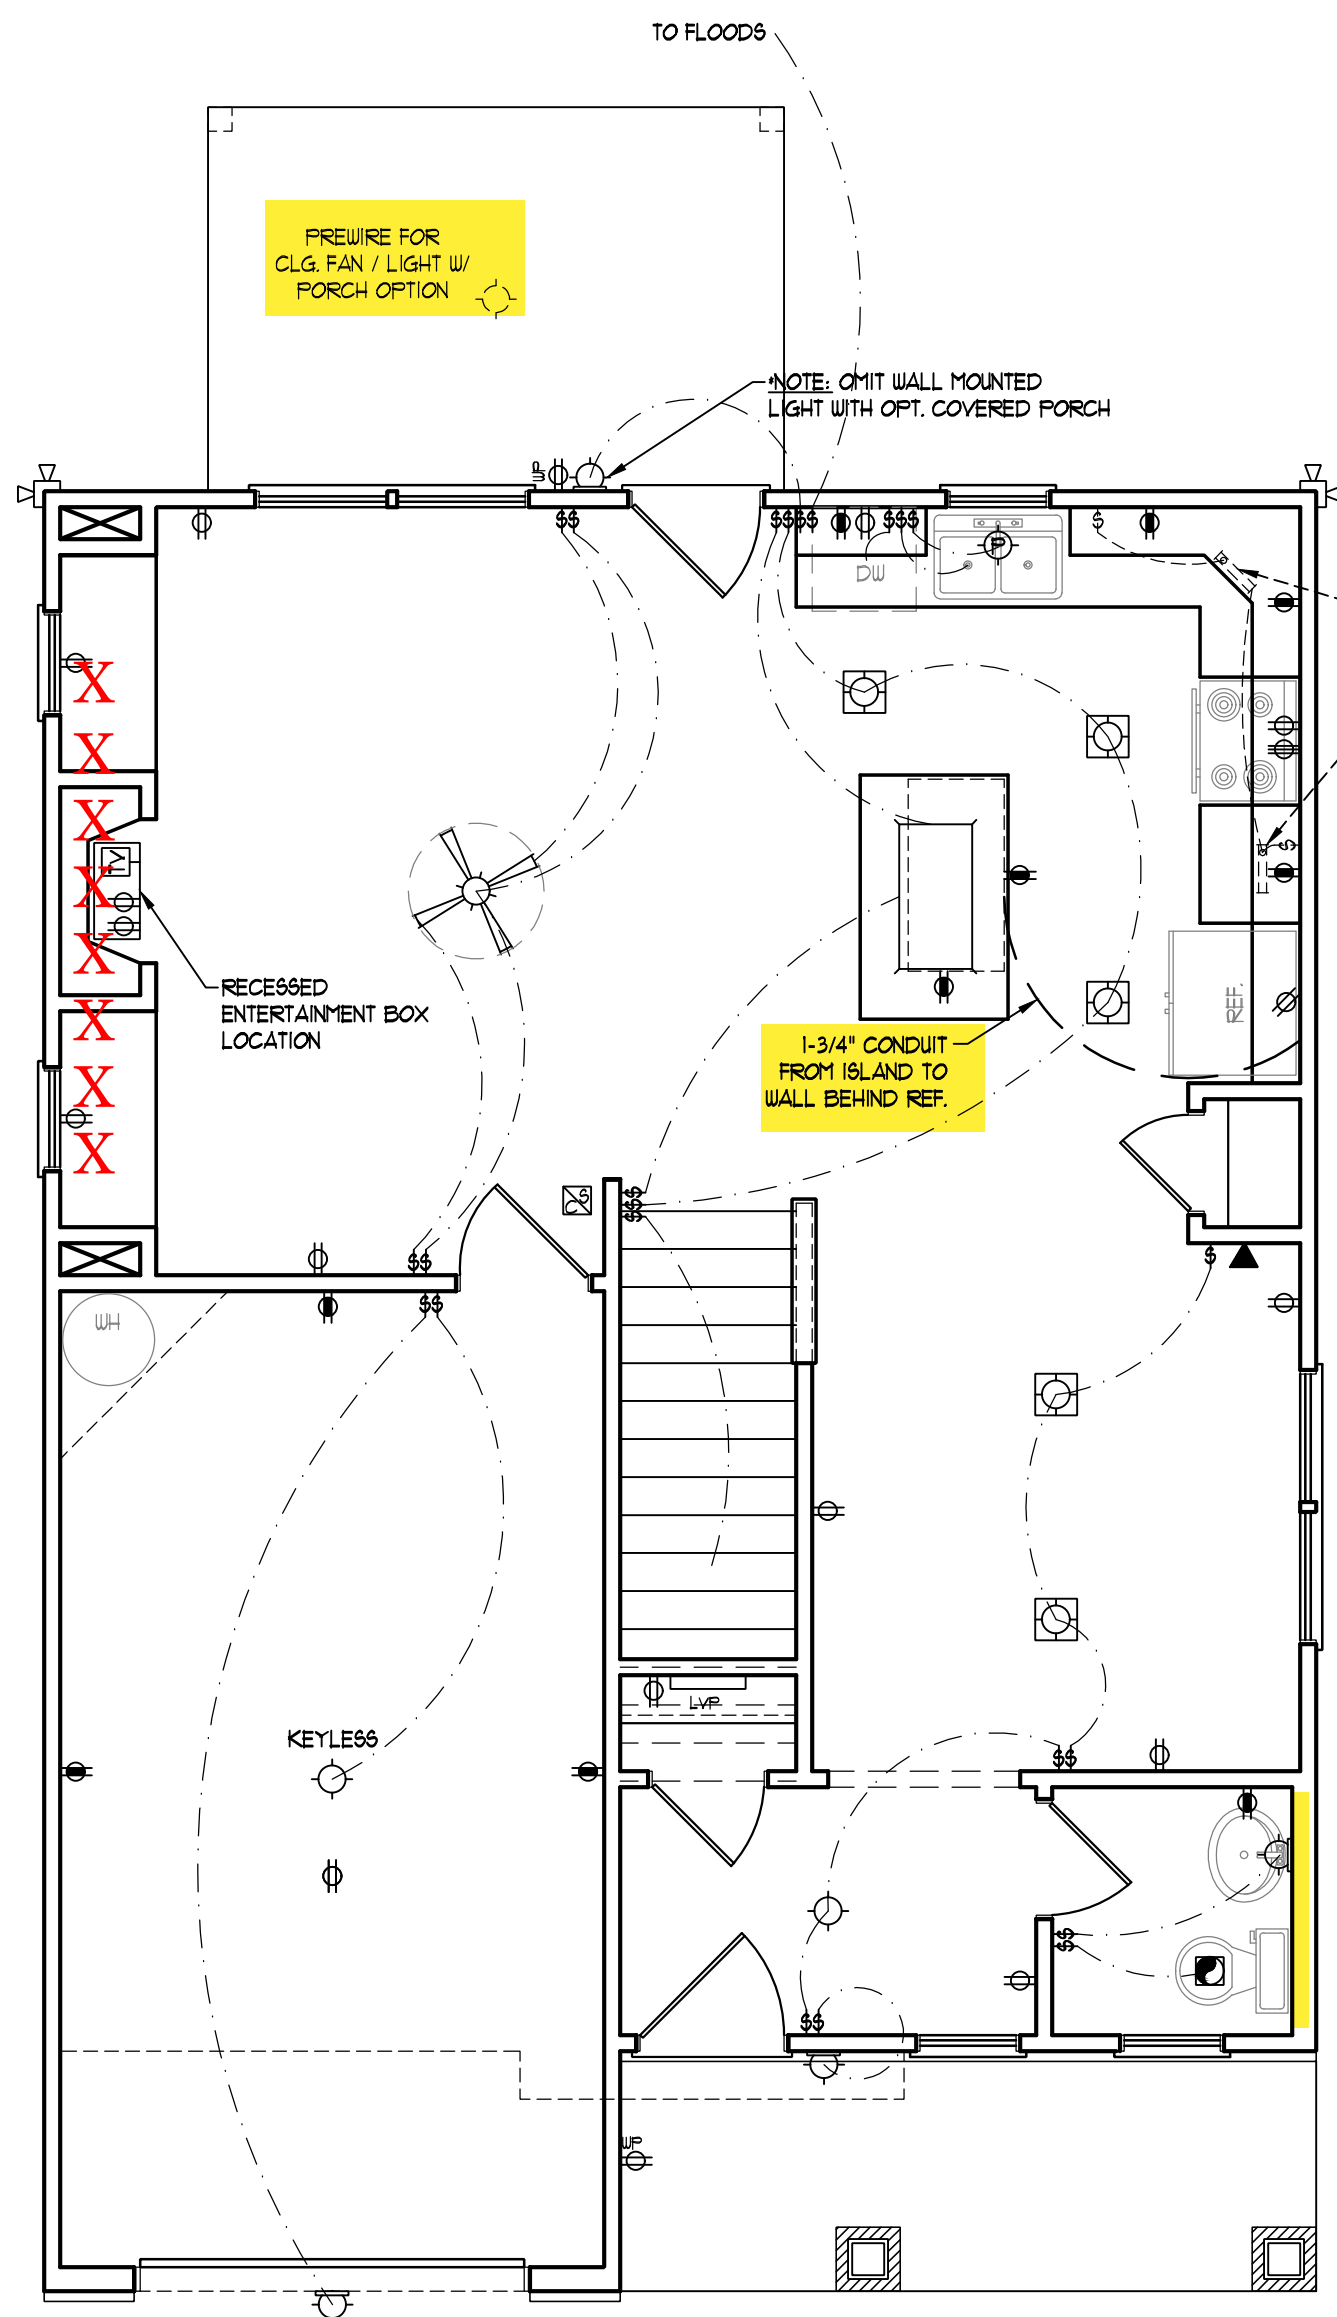 TO FLOODS
PREWIRE FOR
CLG. FAN / LIGHT W/
PORCH OPTION
*NOTE: OMIT WALL MOUNTED
LIGHT WITH OPT. COVERED PORCH
WP
$$
$$$$
$$$
S
DW
X
X
X
X
X
X
X
X
TV
S
RECESSED
ENTERTAINMENT BOX
LOCATION
REF.
1-3/4" CONDUIT
FROM ISLAND TO
WALL BEHIND REF.
C/S
$$$
$$
$
$$
WH
LVP
KEYLESS
$$
$$
$$
WP